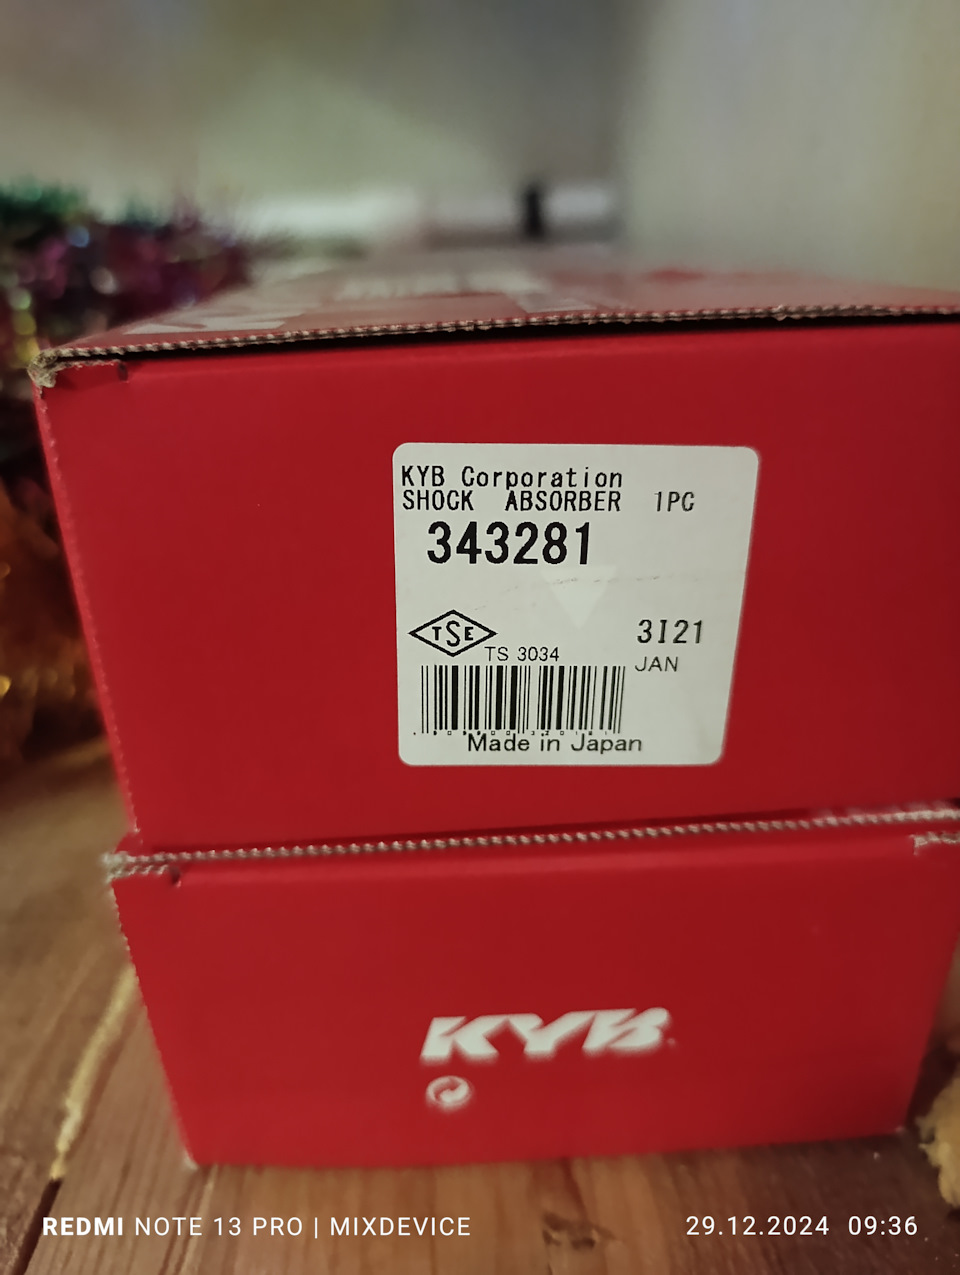 KYB Corporation
SHOCK ABSORBER 1PC
343281
TSE
TS 3034
3I21
JAN
Made in Japan
KYB
REDMI NOTE 13 PRO | MIXDEVICE
29.12.2024 09:36